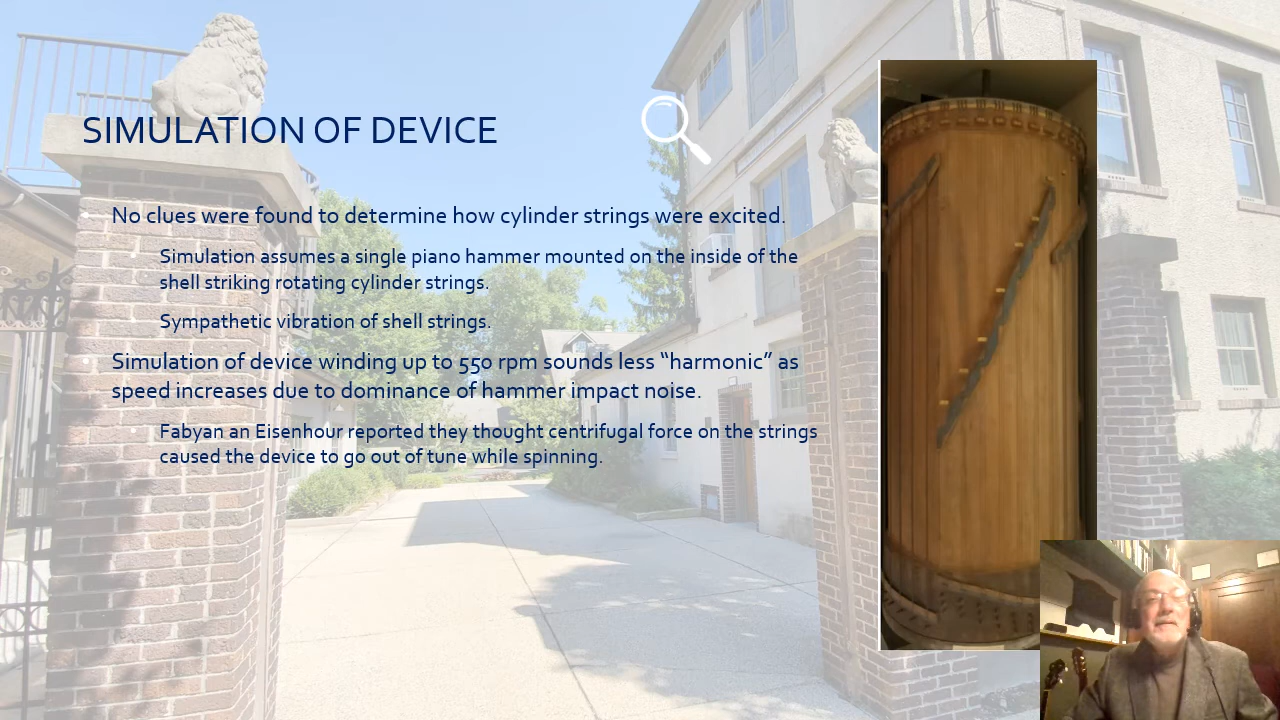 SIMULATION OF DEVICE
No clues were found to determine how cylinder strings were excited.
Simulation assumes a single piano hammer mounted on the inside of the
shell striking rotating cylinder strings.
Sympathetic vibration of shell strings.
Simulation of device winding up to 550 rpm sounds less “harmonic” as
speed increases due to dominance of hammer impact noise.
Fabyan an Eisenhour reported they thought centrifugal force on the strings
caused the device to go out of tune while spinning.